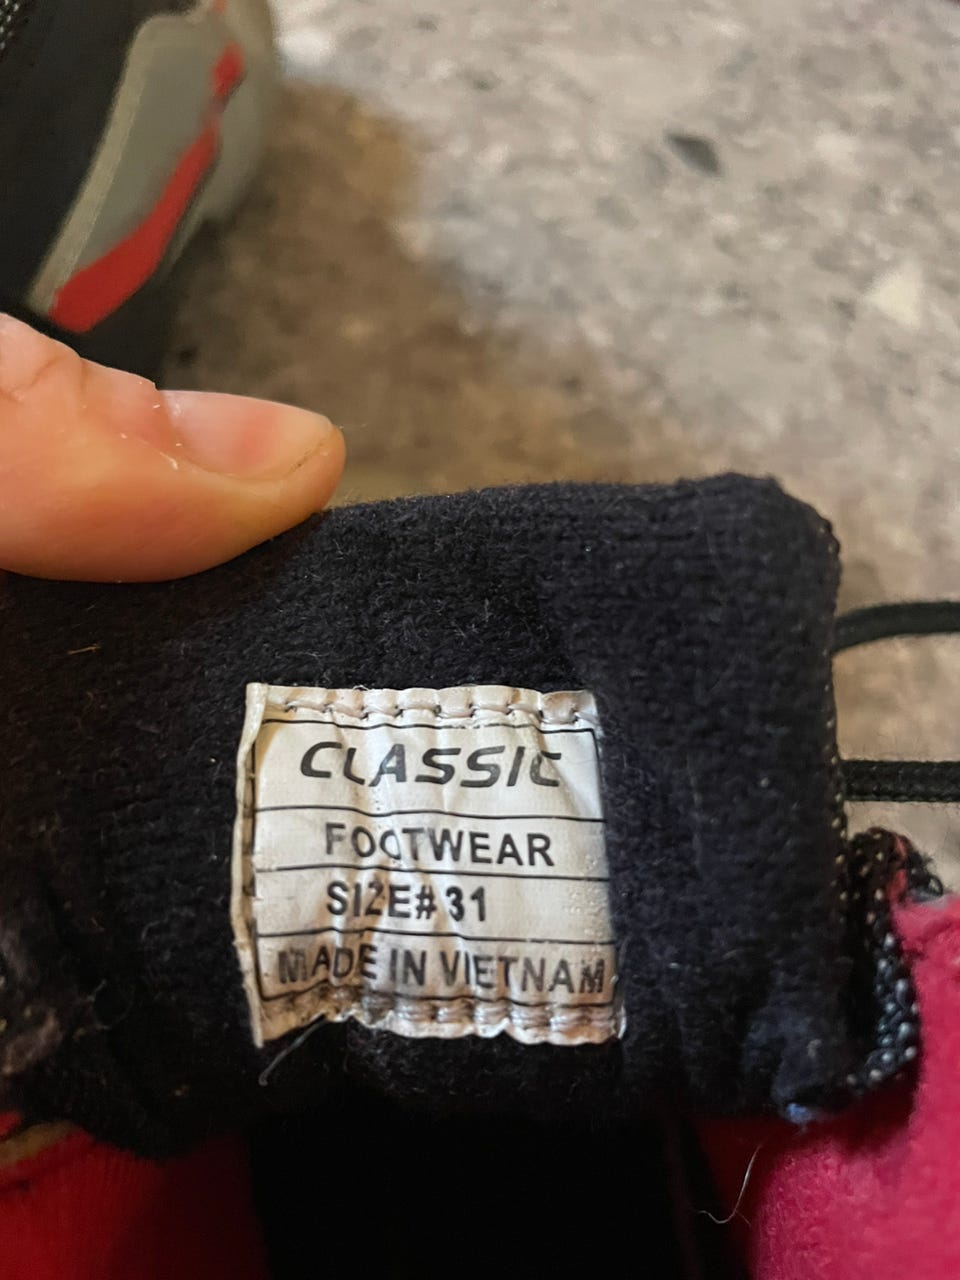 CLASSIC
FOOTWEAR
SIZE# 31
MADE IN VIETNAM